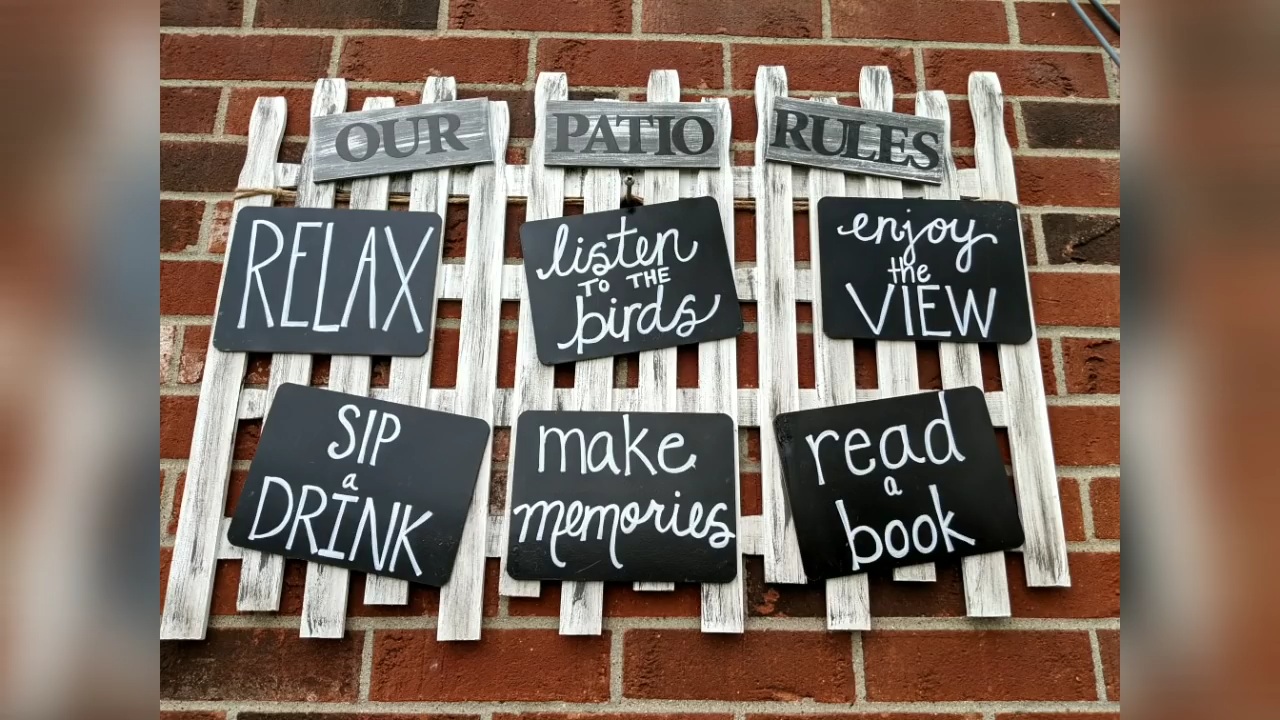 OUR PATIO RULES
RELAX
listen
TO THE
birds
enjoy
the
VIEW
SIP
a
DRINK
make
memories
read
a
book